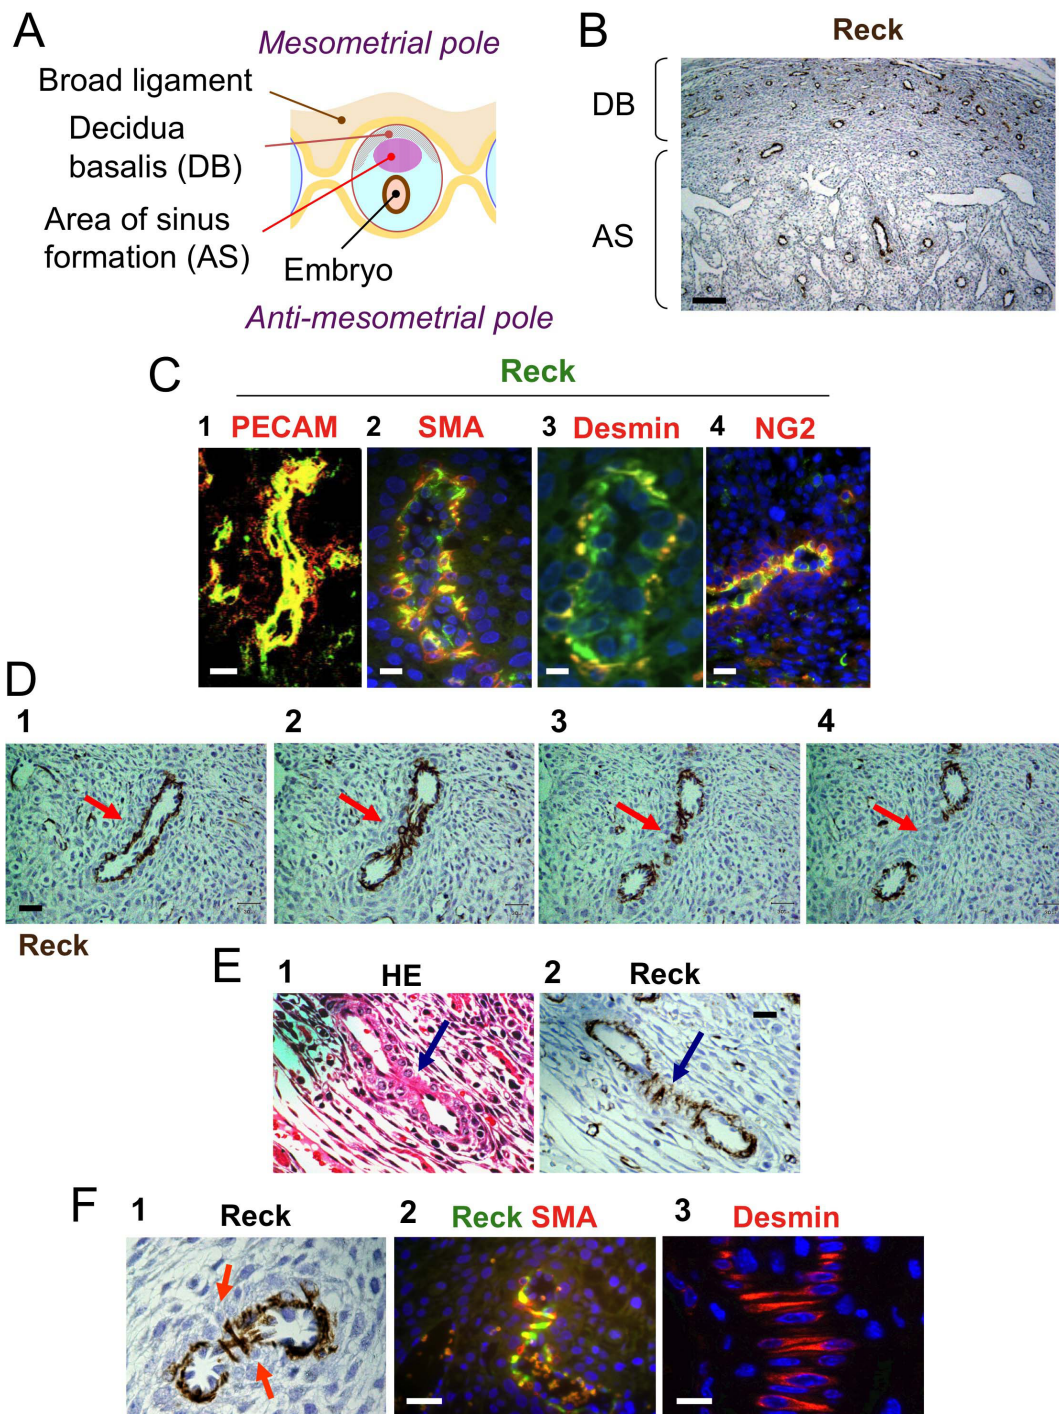 A
Mesometrial pole
Broad ligament
Decidua
basalis (DB)
Area of sinus
formation (AS)
Embryo
Anti-mesometrial pole
B
Reck
DB
AS
C
Reck
1 PECAM
2 SMA
3 Desmin
4 NG2
D
1
2
3
4
Reck
E
1 HE
2 Reck
F
1 Reck
2 Reck SMA
3 Desmin